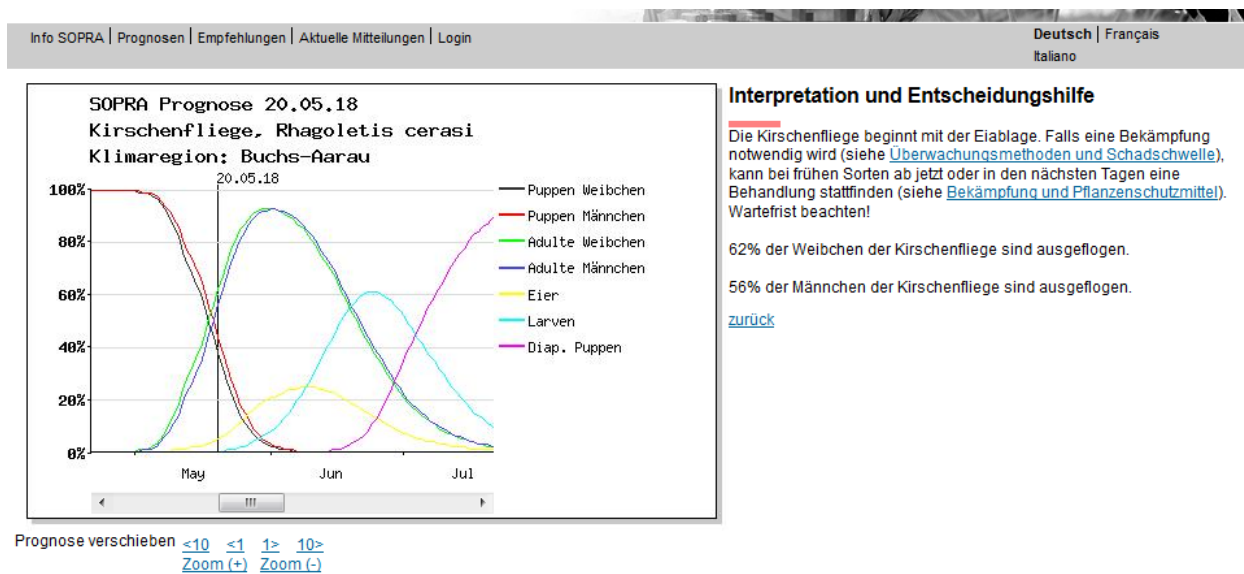 Info SOPRA | Prognosen | Empfehlungen | Aktuelle Mitteilungen | Login
Deutsch | Français
Italiano
SOPRA Prognose 20.05.18
Kirschenfliege, Rhagoletis cerasi
Klimaregion: Buchs-Aarau
20.05.18
100%
80%
60%
40%
20%
0%
May Jun Jul
Puppen Weibchen
Puppen Männchen
Adulte Weibchen
Adulte Männchen
Eier
Larven
Diap. Puppen
Prognose verschieben <10 <1 1> 10>
Zoom (+) Zoom (-)
Interpretation und Entscheidungshilfe
Die Kirschenfliege beginnt mit der Eiablage. Falls eine Bekämpfung
notwendig wird (siehe Überwachungsmethoden und Schadschwelle),
kann bei frühen Sorten ab jetzt oder in den nächsten Tagen eine
Behandlung stattfinden (siehe Bekämpfung und Pflanzenschutzmittel).
Wartefrist beachten!
62% der Weibchen der Kirschenfliege sind ausgeflogen.
56% der Männchen der Kirschenfliege sind ausgeflogen.
zurück